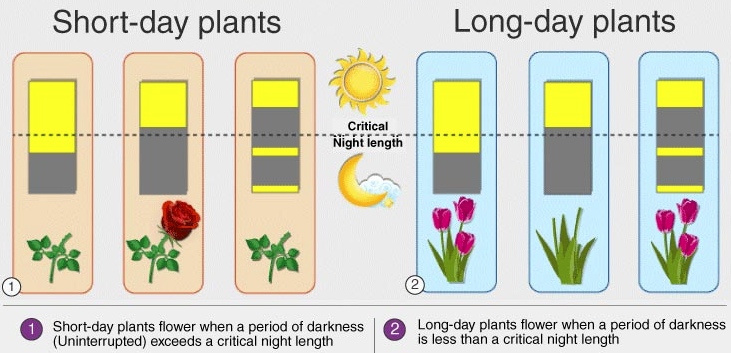 Short-day plants
Long-day plants
Critical
Night length
1
2
1 Short-day plants flower when a period of darkness
(Uninterrupted) exceeds a critical night length
2 Long-day plants flower when a period of darkness
is less than a critical night length